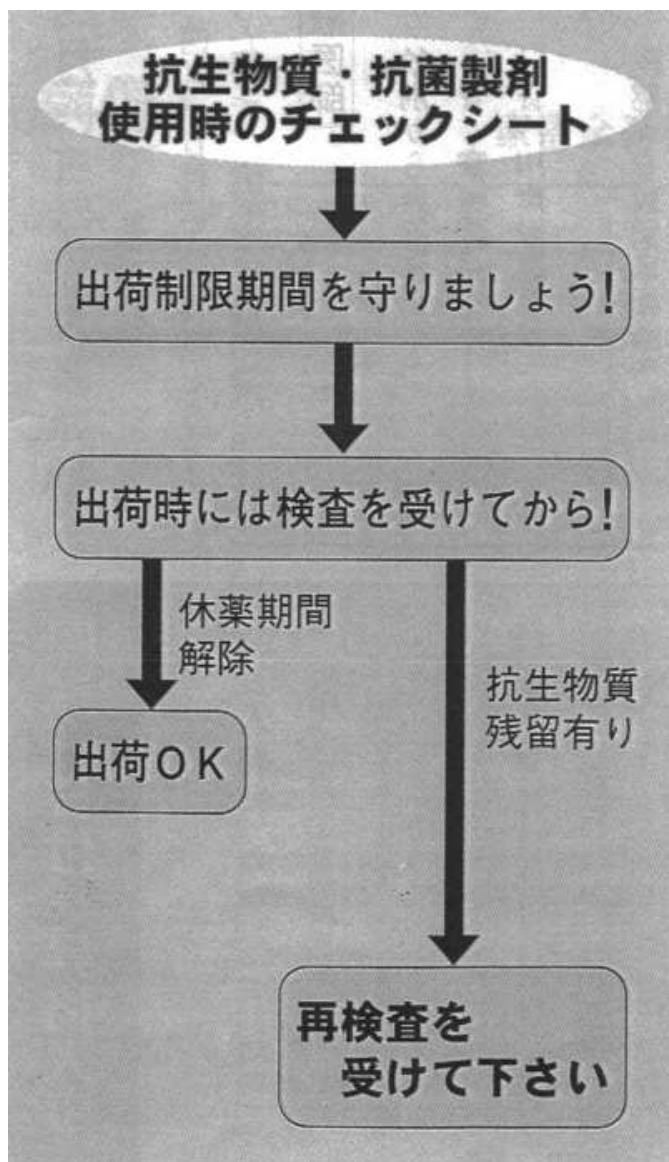 抗生物質・抗菌製剤
使用時のチェックシート
出荷制限期間を守りましょう!
出荷時には検査を受けてから!
休薬期間
解除
抗生物質
残留有り
出荷OK
再検査を
受けて下さい